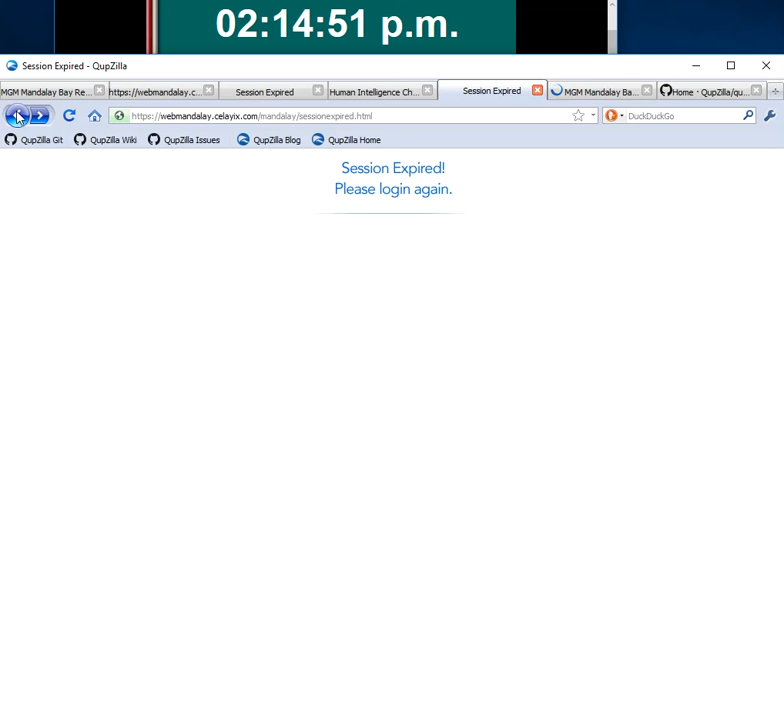 02:14:51 p.m.
Session Expired - QupZilla
MGM Mandalay Bay Re...
https://webmandalay.c...
Session Expired
Human Intelligence Ch...
Session Expired
MGM Mandalay Ba...
Home · QupZilla/qu...
https://webmandalay.celayix.com/mandalay/sessionexpired.html
DuckDuckGo
QupZilla Git
QupZilla Wiki
QupZilla Issues
QupZilla Blog
QupZilla Home
Session Expired!
Please login again.